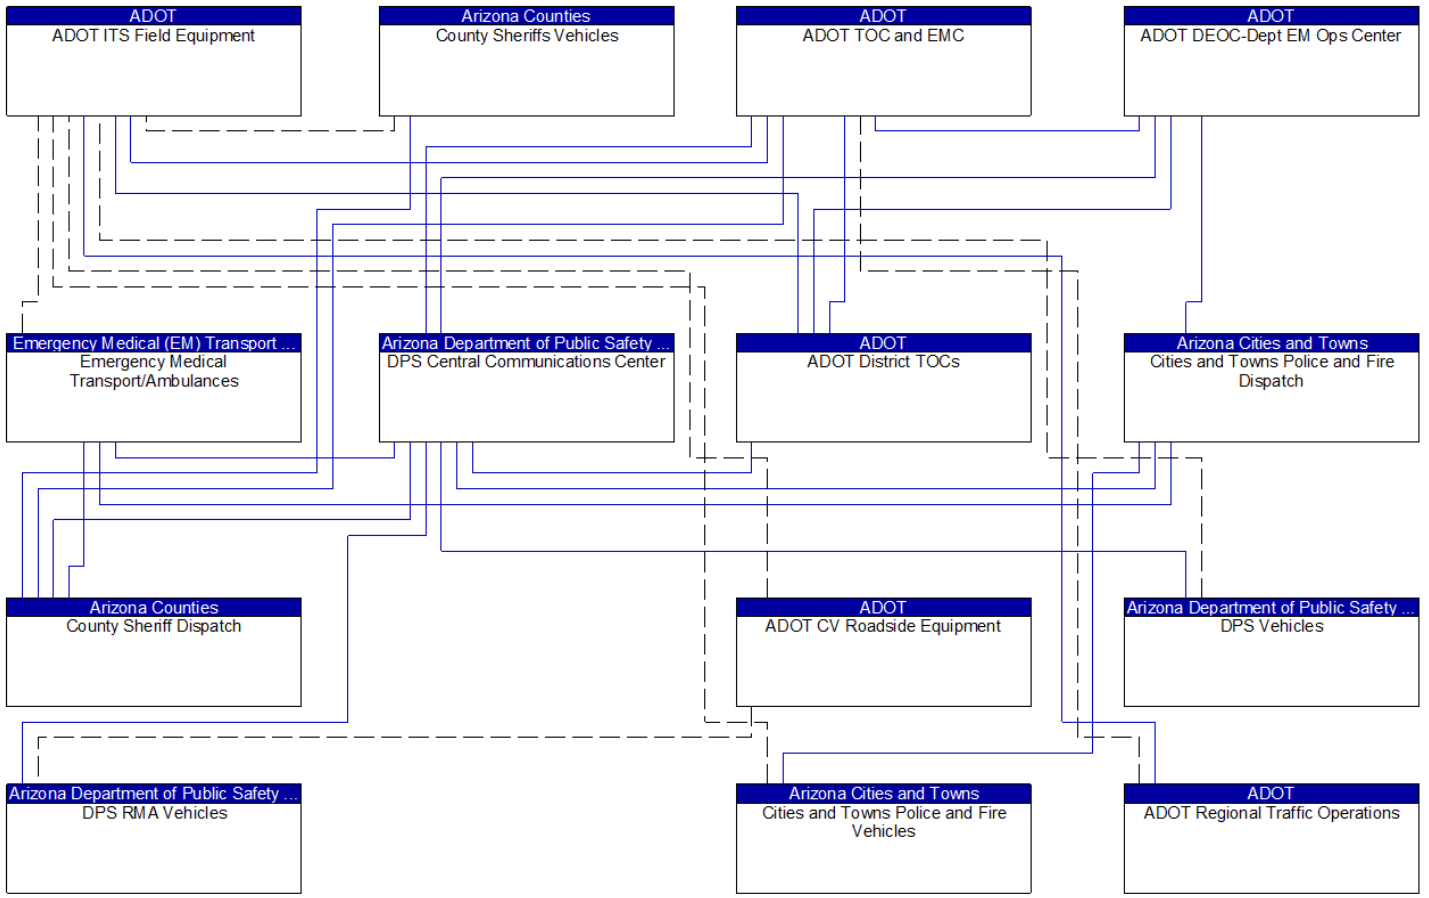 ADOT
ADOT ITS Field Equipment
Arizona Counties
County Sheriffs Vehicles
ADOT
ADOT TOC and EMC
ADOT
ADOT DEOC-Dept EM Ops Center
Emergency Medical (EM) Transport ...
Emergency Medical
Transport/Ambulances
Arizona Department of Public Safety ...
DPS Central Communications Center
ADOT
ADOT District TOCs
Arizona Cities and Towns
Cities and Towns Police and Fire
Dispatch
Arizona Counties
County Sheriff Dispatch
ADOT
ADOT CV Roadside Equipment
Arizona Department of Public Safety ...
DPS Vehicles
Arizona Department of Public Safety ...
DPS RMA Vehicles
Arizona Cities and Towns
Cities and Towns Police and Fire
Vehicles
ADOT
ADOT Regional Traffic Operations